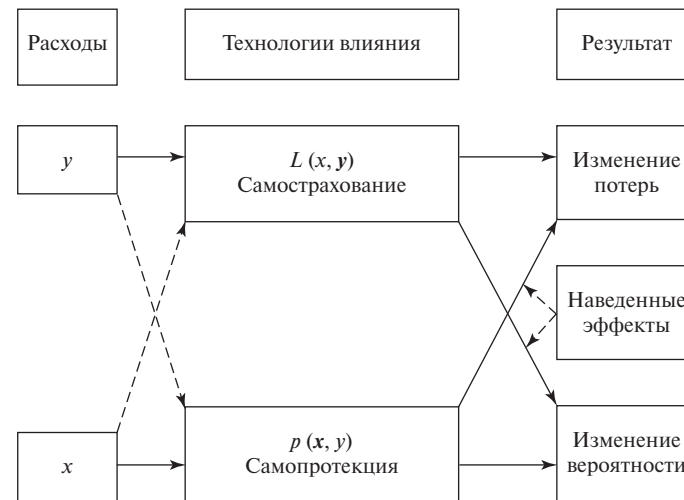 Расходы
Технологии влияния
Результат
y
L (x, y)
Самострахование
Изменение
потерь
Наведенные
эффекты
x
p (x, y)
Самопротекция
Изменение
вероятности